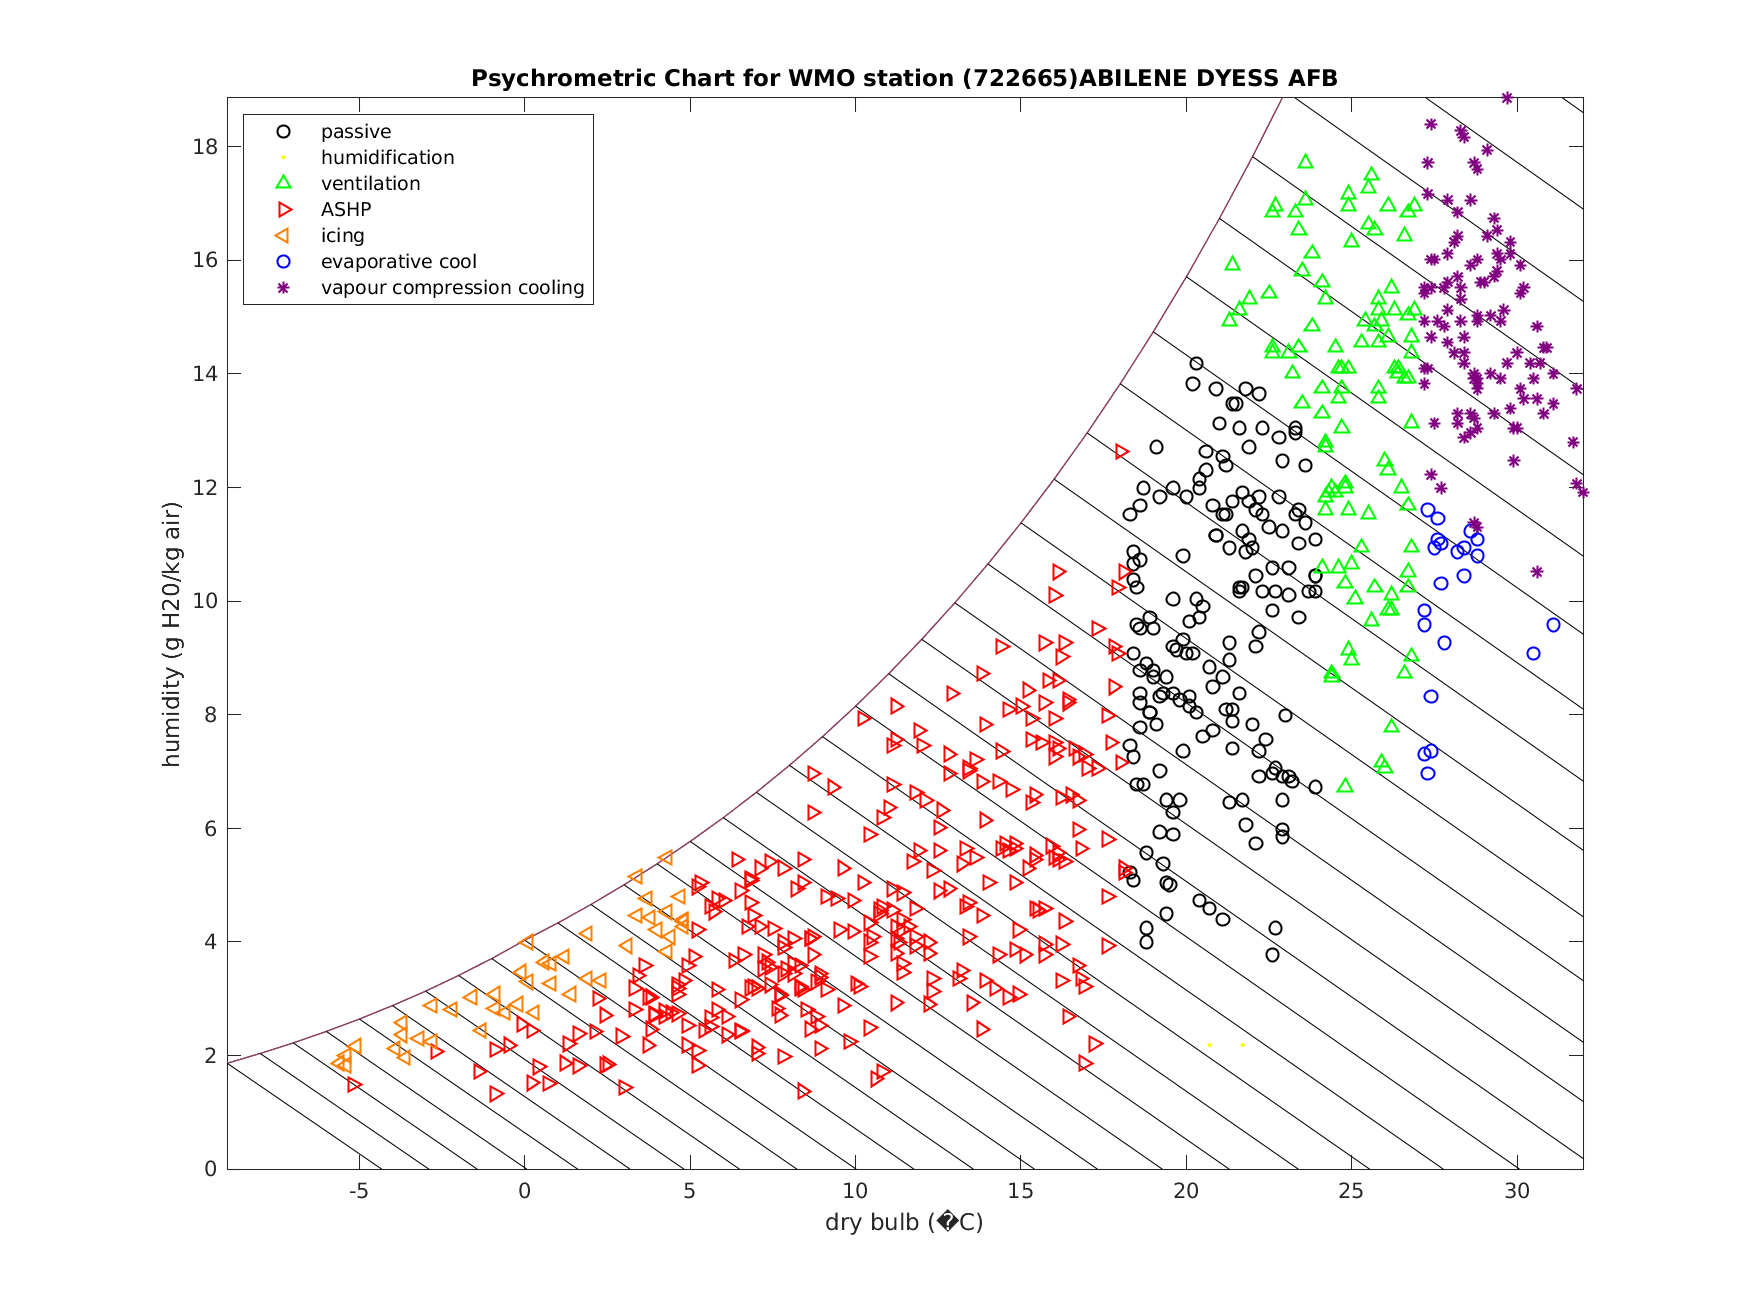 Psychrometric Chart for WMO station (722665)ABILENE DYESS AFB
passive
humidification
ventilation
ASHP
icing
evaporative cool
vapour compression cooling
humidity (g H20/kg air)
18
16
14
12
10
8
6
4
2
0
-5 0 5 10 15 20 25 30
dry bulb (�C)